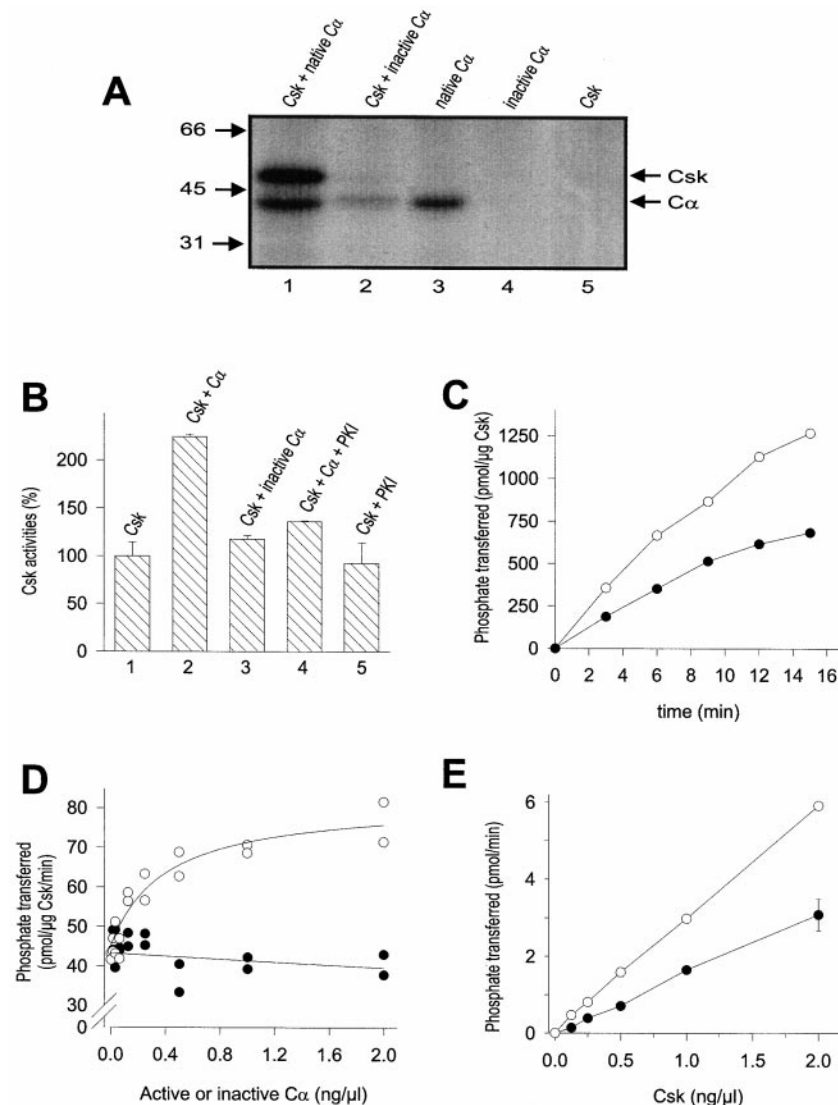 A
Csk + native Cα
Csk + inactive Cα
native Cα
inactive Cα
Csk
66
45
31
Csk
Cα
1 2 3 4 5
B
Csk activities (%)
200
150
100
50
0
Csk
Csk + Cα
Csk + inactive Cα
Csk + Cα + PKI
Csk + PKI
1 2 3 4 5
C
Phosphate transferred (pmol/μg Csk)
1250
1000
750
500
250
0
0 2 4 6 8 10 12 14 16
time (min)
D
Phosphate transferred
(pmol/μg Csk/min)
80
70
60
50
40
30
0
0.0 0.4 0.8 1.2 1.6 2.0
Active or inactive Cα (ng/μl)
E
Phosphate transferred (pmol/min)
6
4
2
0
0.0 0.5 1.0 1.5 2.0
Csk (ng/μl)